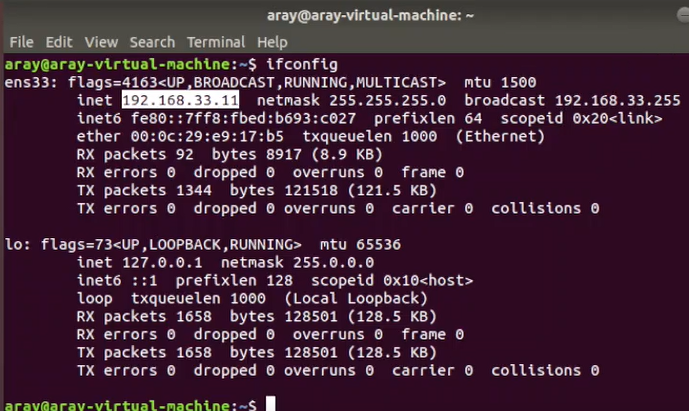 aray@aray-virtual-machine: ~
File Edit View Search Terminal Help
aray@aray-virtual-machine:~$ ifconfig
ens33: flags=4163<UP,BROADCAST,RUNNING,MULTICAST>  mtu 1500
        inet 192.168.33.11  netmask 255.255.255.0  broadcast 192.168.33.255
        inet6 fe80::7ff8:fbed:b693:c027  prefixlen 64  scopeid 0x20<link>
        ether 00:0c:29:e9:17:b5  txqueuelen 1000  (Ethernet)
        RX packets 92  bytes 8917 (8.9 KB)
        RX errors 0  dropped 0  overruns 0  frame 0
        TX packets 1344  bytes 121518 (121.5 KB)
        TX errors 0  dropped 0 overruns 0  carrier 0  collisions 0
lo: flags=73<UP,LOOPBACK,RUNNING>  mtu 65536
        inet 127.0.0.1  netmask 255.0.0.0
        inet6 ::1  prefixlen 128  scopeid 0x10<host>
        loop  txqueuelen 1000  (Local Loopback)
        RX packets 1658  bytes 128501 (128.5 KB)
        RX errors 0  dropped 0  overruns 0  frame 0
        TX packets 1658  bytes 128501 (128.5 KB)
        TX errors 0  dropped 0 overruns 0  carrier 0  collisions 0
aray@aray-virtual-machine:~$